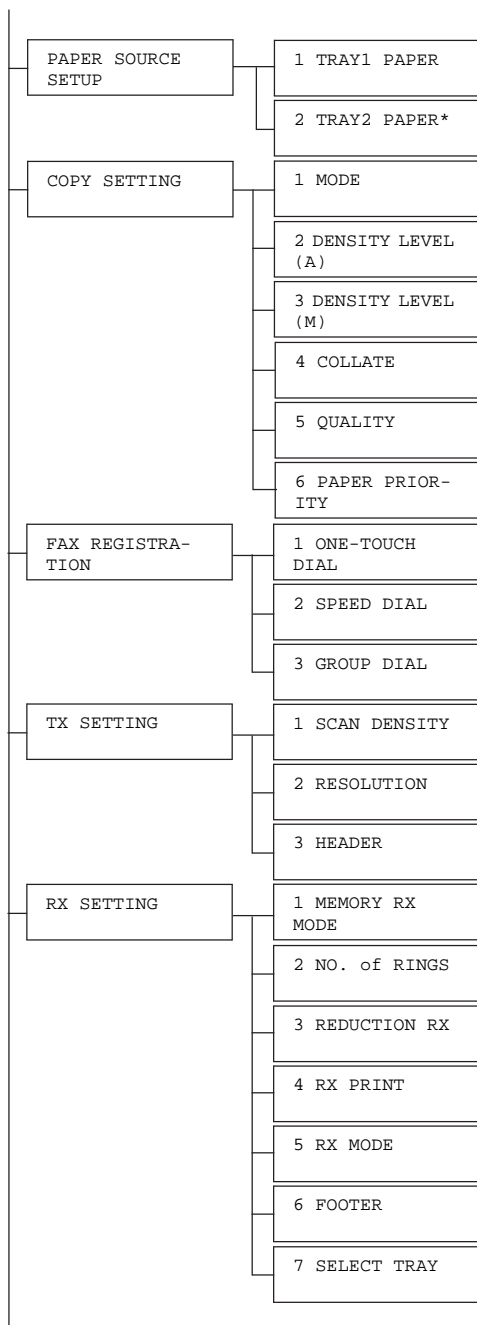 PAPER SOURCE
SETUP
1 TRAY1 PAPER
2 TRAY2 PAPER*
COPY SETTING
1 MODE
2 DENSITY LEVEL
(A)
3 DENSITY LEVEL
(M)
4 COLLATE
5 QUALITY
6 PAPER PRIOR-
ITY
FAX REGISTRA-
TION
1 ONE-TOUCH
DIAL
2 SPEED DIAL
3 GROUP DIAL
TX SETTING
1 SCAN DENSITY
2 RESOLUTION
3 HEADER
RX SETTING
1 MEMORY RX
MODE
2 NO. of RINGS
3 REDUCTION RX
4 RX PRINT
5 RX MODE
6 FOOTER
7 SELECT TRAY